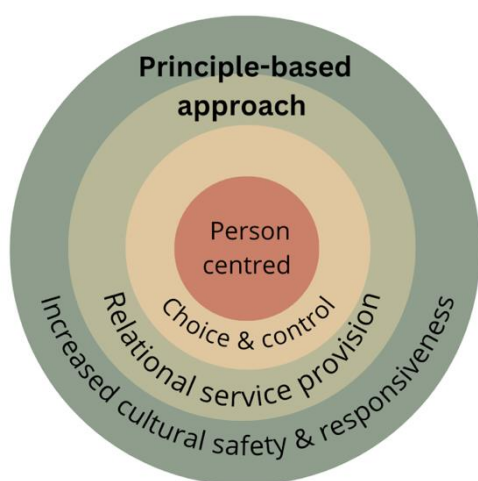 Principle-based
approach
Person
centred
Choice & control
Relational service provision
Increased cultural safety & responsiveness